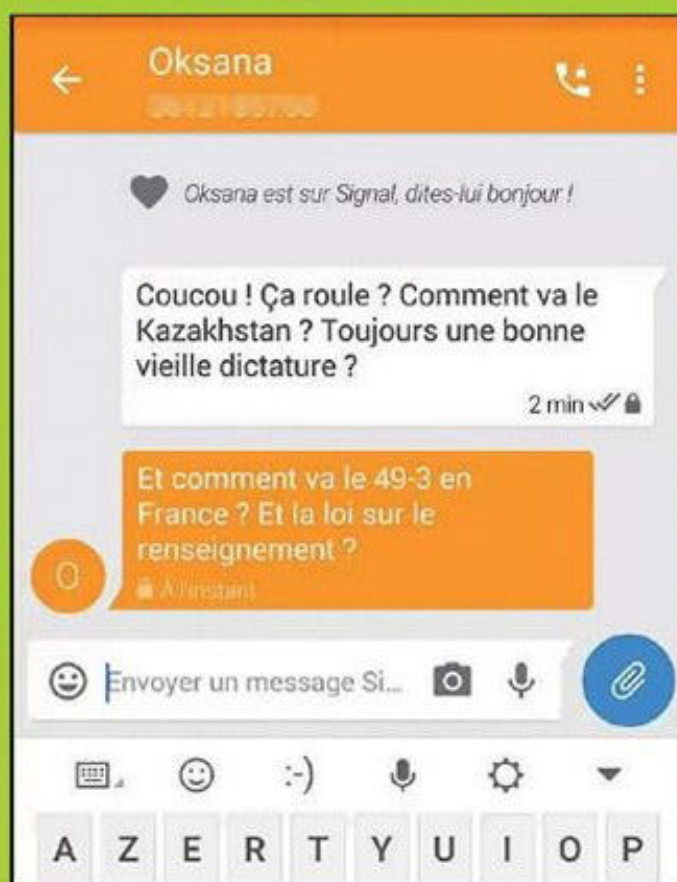 Oksana
Oksana est sur Signal, dites-lui bonjour !
Coucou ! Ça roule ? Comment va le
Kazakhstan ? Toujours une bonne
vieille dictature ?
2 min
Et comment va le 49-3 en
France ? Et la loi sur le
renseignement ?
À l'instant
O
Envoyer un message Si...
:-)
A Z E R T Y U I O P